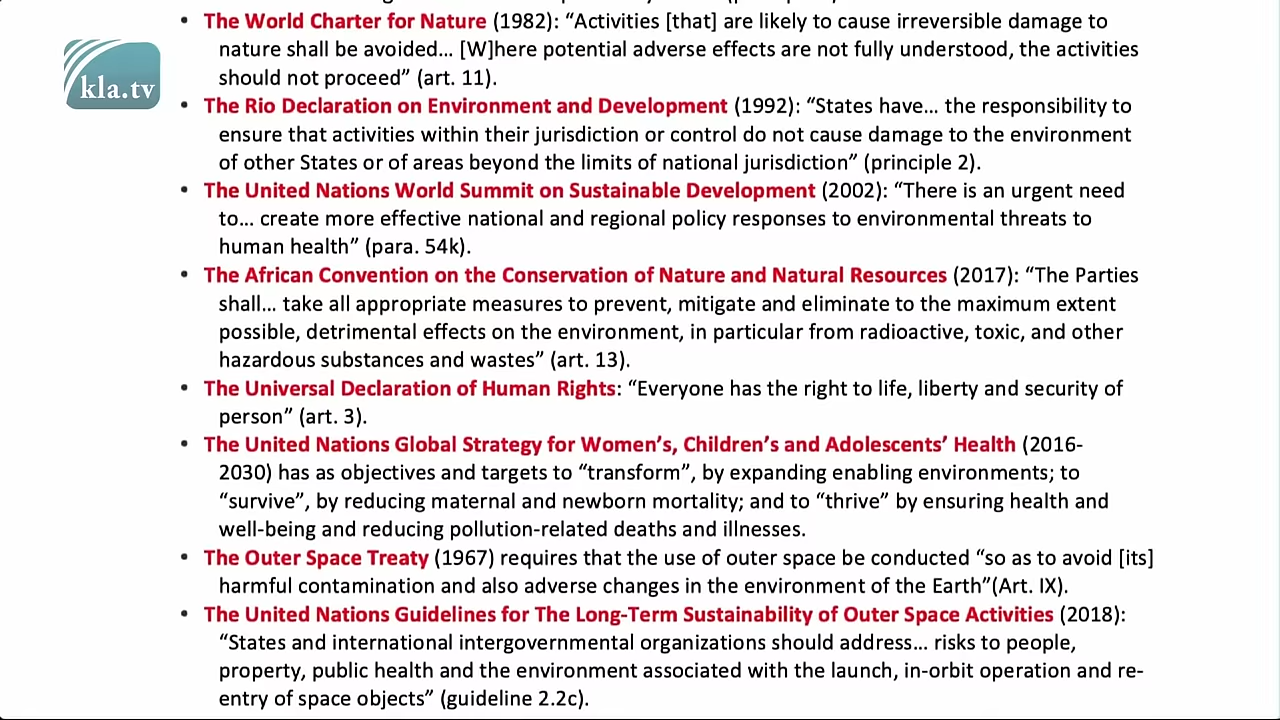 • The World Charter for Nature (1982): “Activities [that] are likely to cause irreversible damage to
nature shall be avoided... [W]here potential adverse effects are not fully understood, the activities
should not proceed” (art. 11).
kla.tv
• The Rio Declaration on Environment and Development (1992): “States have... the responsibility to
ensure that activities within their jurisdiction or control do not cause damage to the environment
of other States or of areas beyond the limits of national jurisdiction” (principle 2).
• The United Nations World Summit on Sustainable Development (2002): “There is an urgent need
to... create more effective national and regional policy responses to environmental threats to
human health” (para. 54k).
• The African Convention on the Conservation of Nature and Natural Resources (2017): “The Parties
shall... take all appropriate measures to prevent, mitigate and eliminate to the maximum extent
possible, detrimental effects on the environment, in particular from radioactive, toxic, and other
hazardous substances and wastes” (art. 13).
• The Universal Declaration of Human Rights: “Everyone has the right to life, liberty and security of
person” (art. 3).
• The United Nations Global Strategy for Women’s, Children’s and Adolescents’ Health (2016-
2030) has as objectives and targets to “transform”, by expanding enabling environments; to
“survive”, by reducing maternal and newborn mortality; and to “thrive” by ensuring health and
well-being and reducing pollution-related deaths and illnesses.
• The Outer Space Treaty (1967) requires that the use of outer space be conducted “so as to avoid [its]
harmful contamination and also adverse changes in the environment of the Earth”(Art. IX).
• The United Nations Guidelines for The Long-Term Sustainability of Outer Space Activities (2018):
“States and international intergovernmental organizations should address... risks to people,
property, public health and the environment associated with the launch, in-orbit operation and re-
entry of space objects” (guideline 2.2c).